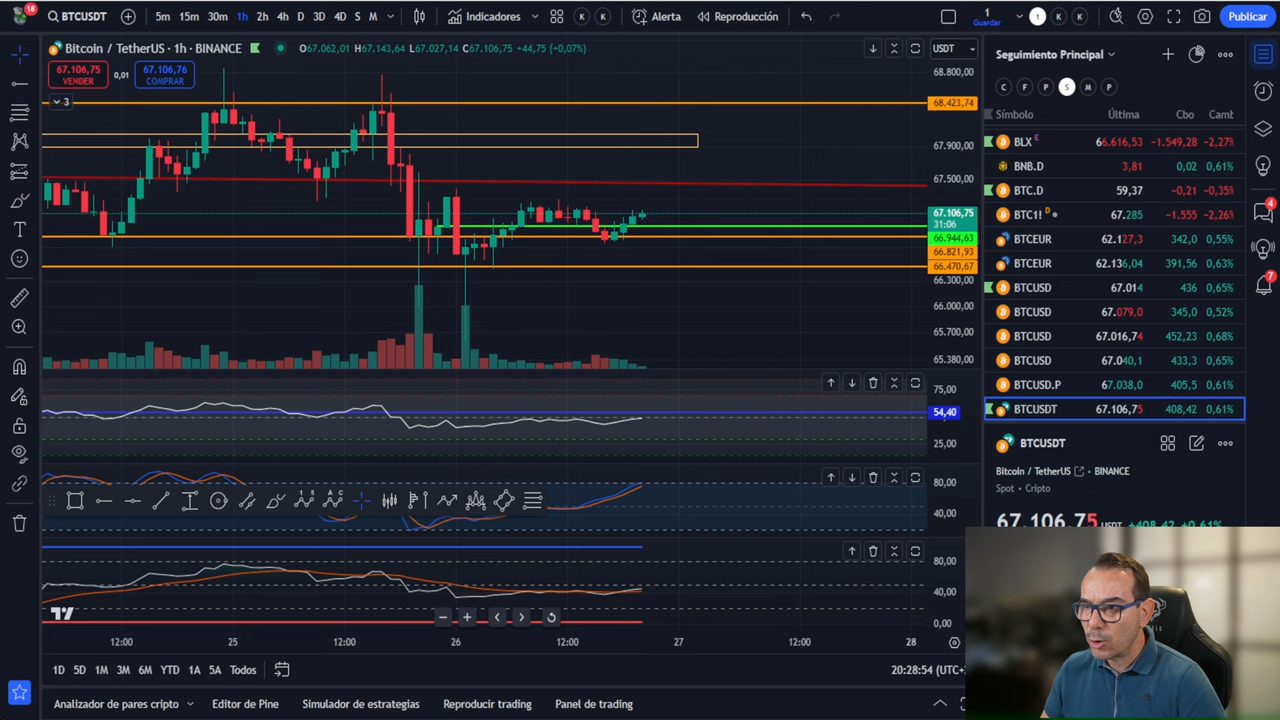 18
BTCUSDT
5m 15m 30m 1h 2h 4h D 3D 4D S M
Indicadores
K K
Alerta
Reproducción
1
Guardar
1 K K
Publicar
Bitcoin / TetherUS · 1h · BINANCE
O67.062,01 H67.143,64 L67.027,14 C67.106,75 +44,75 (+0,07%)
USDT
67.106,75
VENDER
0,01
67.106,76
COMPRAR
3
68.800,00
68.423,74
67.900,00
67.500,00
67.106,75
31:06
66.944,63
66.821,93
66.470,67
66.300,00
66.000,00
65.700,00
65.380,00
75,00
54,40
25,00
80,00
40,00
80,00
40,00
0,00
12:00 25 12:00 26 12:00 27 12:00 28
1D 5D 1M 3M 6M YTD 1A 5A Todos
20:28:54 (UTC+
Analizador de pares cripto
Editor de Pine
Simulador de estrategias
Reproducir trading
Panel de trading
Seguimiento Principal
C F P S M P
Símbolo Última Cbo Cam%
BLX E 66.616,53 -1.549,28 -2,27%
BNB.D 3,81 0,02 0,61%
BTC.D 59,37 -0,21 -0,35%
BTC1! D 67.285 -1.555 -2,26%
BTCEUR 62.127,3 342,0 0,55%
BTCEUR 62.136,04 391,56 0,63%
BTCUSD 67.014 436 0,65%
BTCUSD 67.079,0 345,0 0,52%
BTCUSD 67.016,74 452,23 0,68%
BTCUSD 67.040,1 433,3 0,65%
BTCUSD.P 67.038,0 405,5 0,61%
BTCUSDT 67.106,75 408,42 0,61%
BTCUSDT
Bitcoin / TetherUS · BINANCE
Spot · Cripto
67.106,75 USDT +408,42 +0,61%
4
7